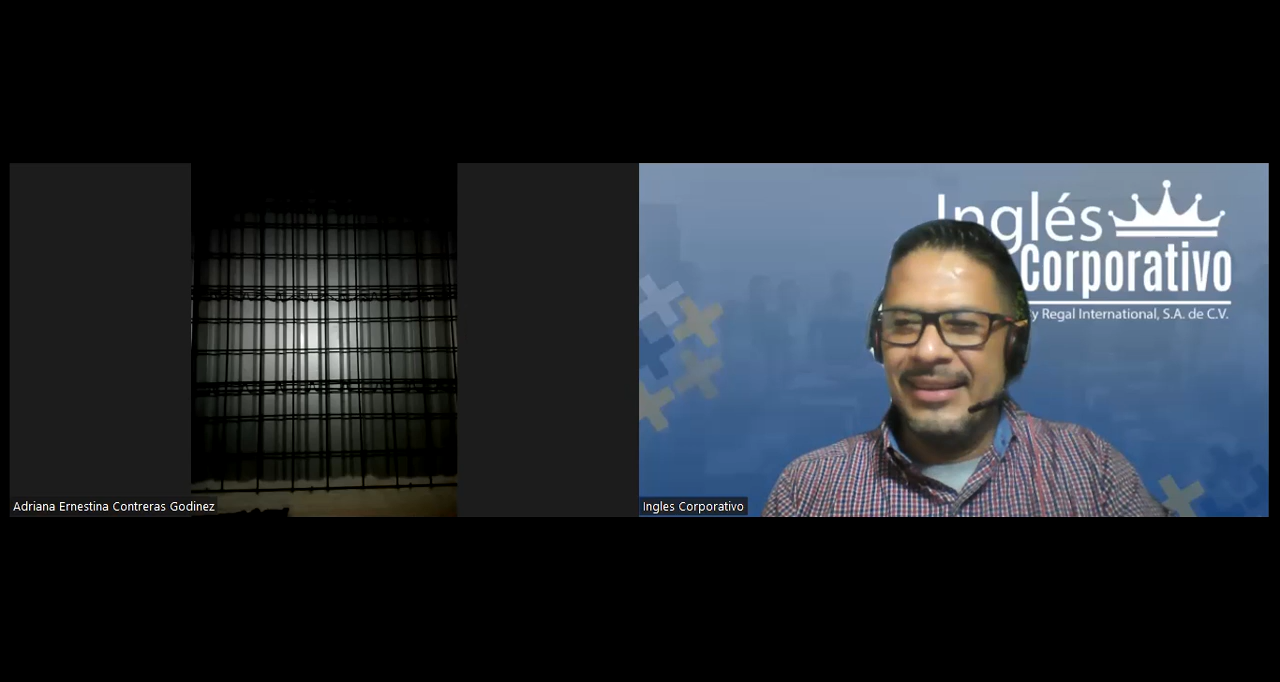 Inglés
Corporativo
y Regal International, S.A. de C.V.
Adriana Ernestina Contreras Godinez
Ingles Corporativo